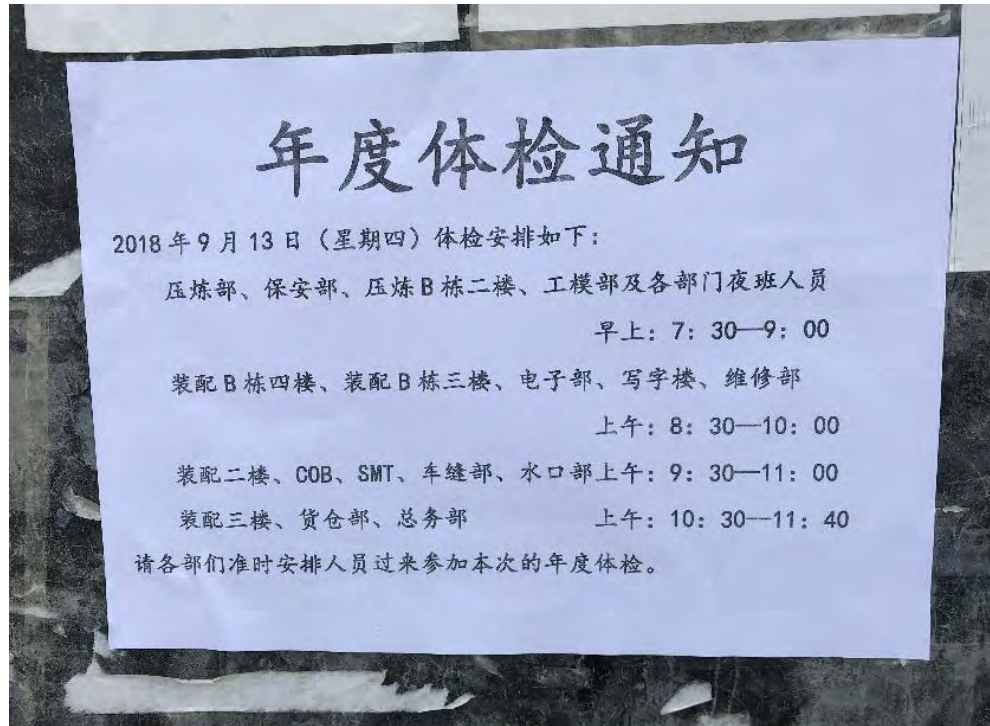 年度体检通知
2018年9月13日（星期四）体检安排如下：
压炼部、保安部、压炼B栋二楼、工模部及各部门夜班人员
早上：7：30—9：00
装配B栋四楼、装配B栋三楼、电子部、写字楼、维修部
上午：8：30—10：00
装配二楼、COB、SMT、车缝部、水口部上午：9：30—11：00
装配三楼、货仓部、总务部 上午：10：30--11：40
请各部们准时安排人员过来参加本次的年度体检。